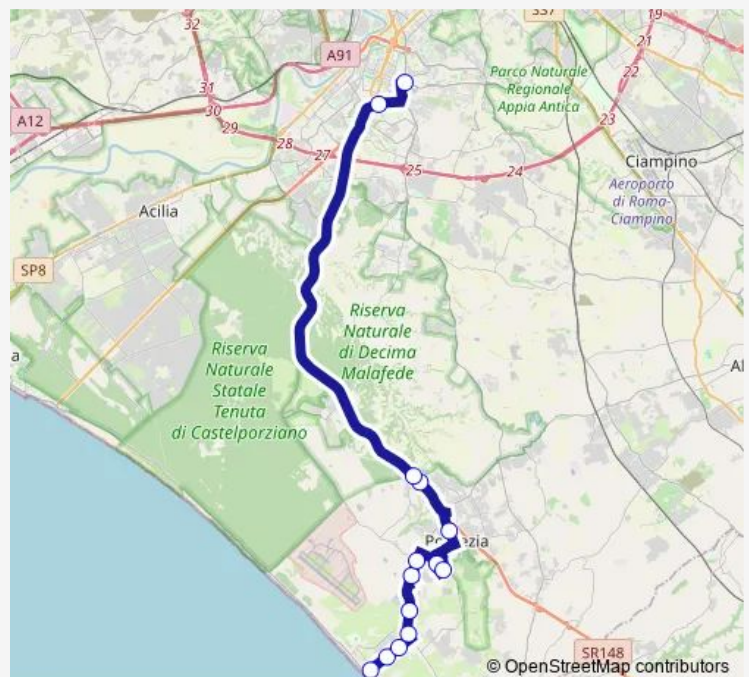 32
A91
SS7
19
21
22
Parco Naturale
Regionale
Appia Antica
31
30
A12
29
28
27
25
24
23
Ciampino
Aeroporto
di Roma-
Ciampino
Acilia
SP8
Riserva
Naturale
di Decima
Malafede
Riserva
Naturale
Statale
Tenuta
di Castelporziano
a
Al
SR148
© OpenStreetMap contributors